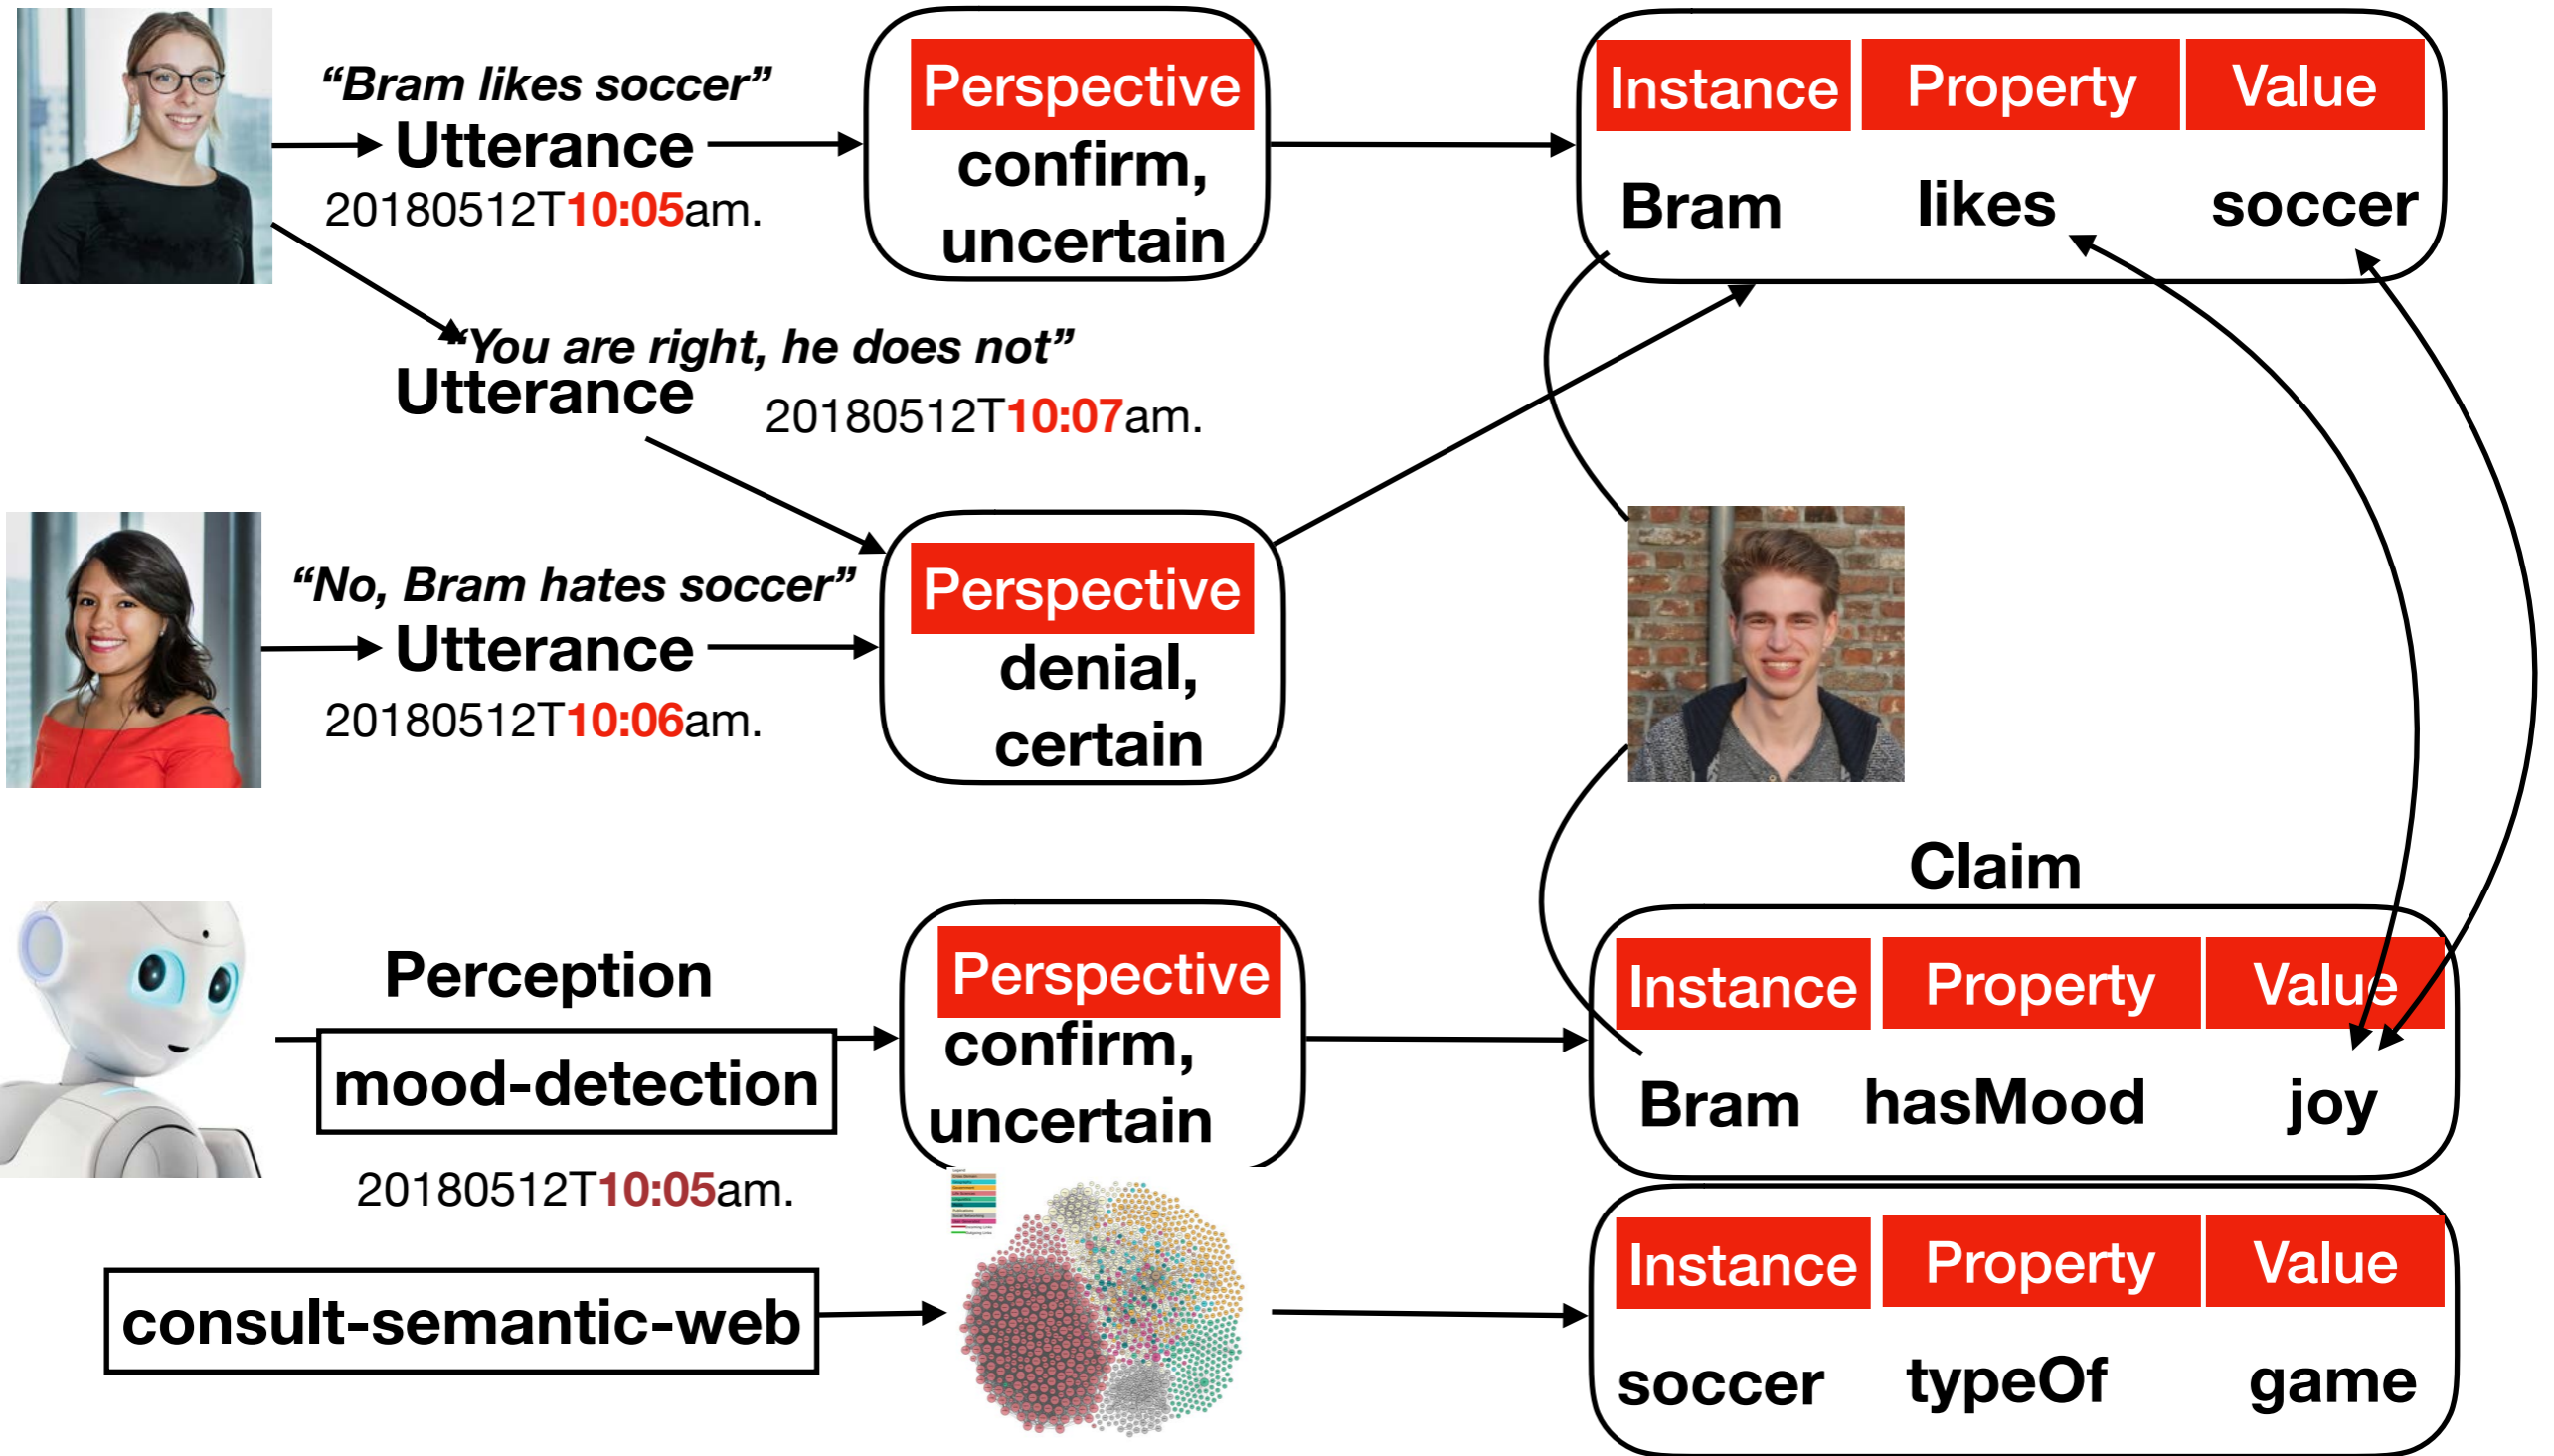 “Bram likes soccer”
Utterance
20180512T10:05am.
Perspective
confirm,
uncertain
Instance Property Value
Bram likes soccer
“You are right, he does not”
Utterance
20180512T10:07am.
“No, Bram hates soccer”
Utterance
20180512T10:06am.
Perspective
denial,
certain
Claim
Perception
mood-detection
20180512T10:05am.
Perspective
confirm,
uncertain
Instance Property Value
Bram hasMood joy
consult-semantic-web
Instance Property Value
soccer typeOf game